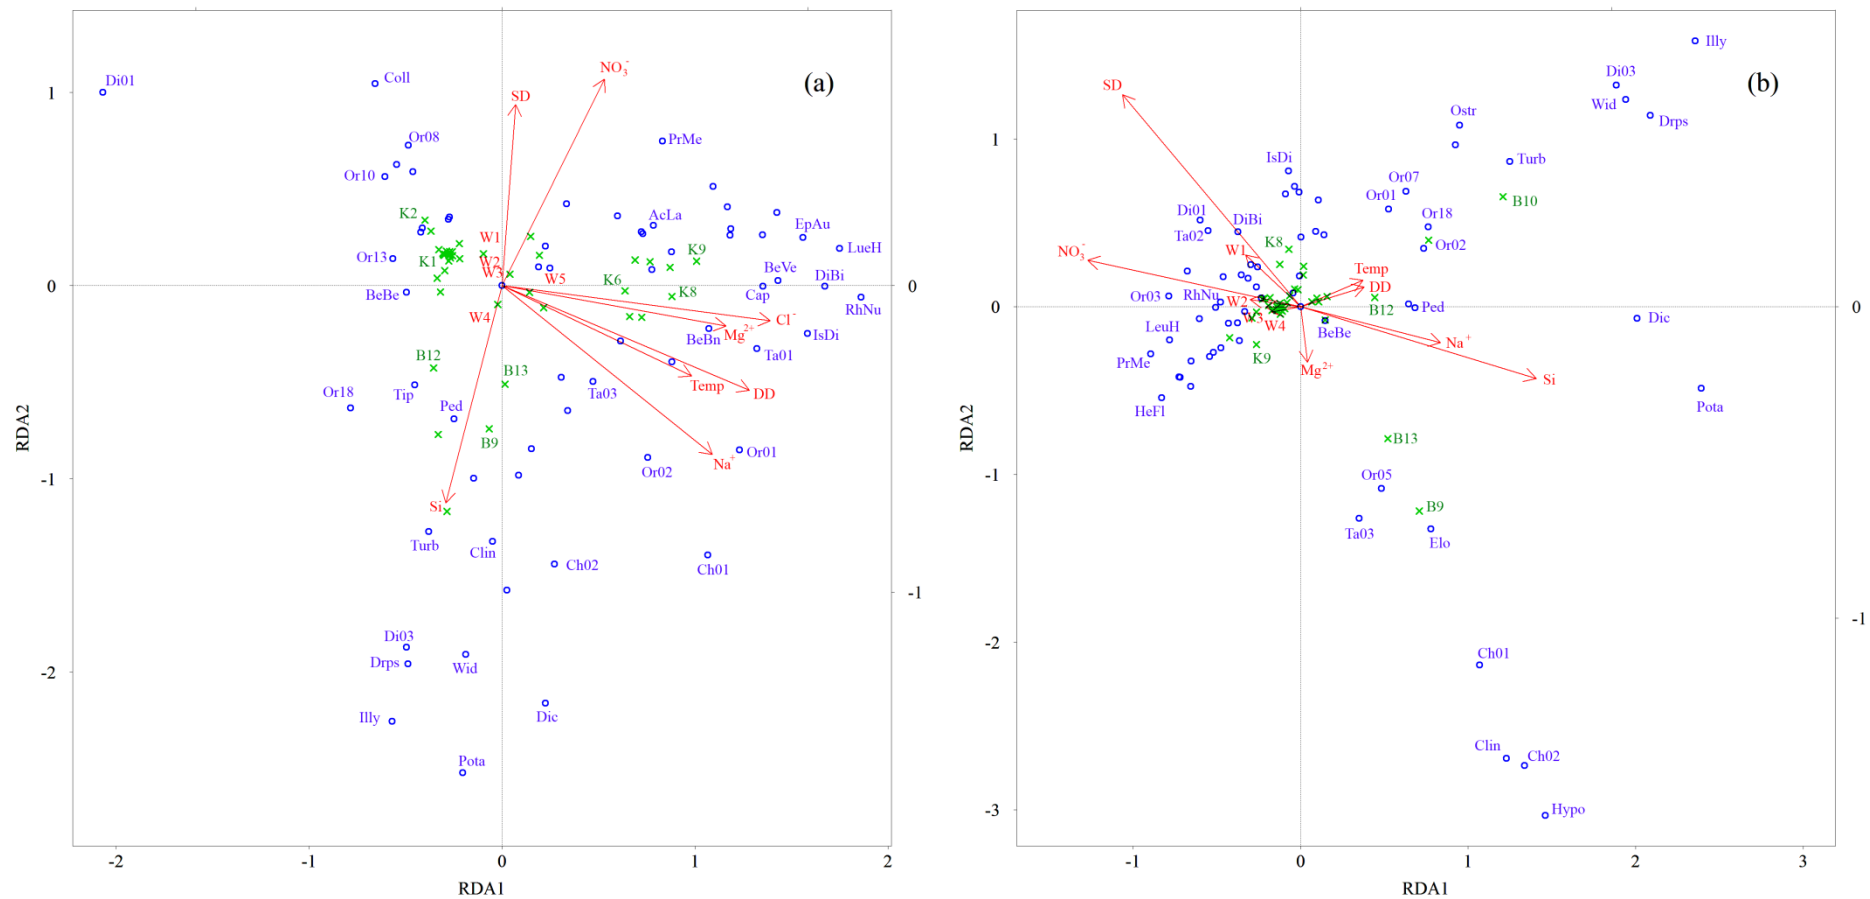 (a)
Di01
Coll
SD
NO3-
Or08
Or10
PrMe
K2
W1
AcLa
EpAu
LueH
Or13
K1
W2
W3
W5
K9
K6
K8
BeVe
DiBi
Cap
RhNu
BeBe
W4
Cl-
Mg2+
BeBn
IsDi
Ta01
B12
B13
Temp
DD
Or18
Tip
Ped
Ta03
B9
Na+
Or01
Or02
Si
Turb
Clin
Ch02
Ch01
Di03
Drps
Wid
Illy
Dic
Pota
1
0
-1
-2
-1
-2
-1
0
1
2
RDA1
RDA2
(b)
Illy
SD
Di03
Wid
Drps
Ostr
IsDi
Turb
Or07
Or01
B10
Di01
Ta02
DiBi
Or18
Or02
W1
K8
NO3-
Temp
DD
Or03
RhNu
W2
B12
Ped
Dic
W3
W4
BeBe
LeuH
Na+
PrMe
K9
Mg2+
Si
HeFl
Pota
B13
Or05
B9
Ta03
Elo
Ch01
Clin
Ch02
Hypo
1
0
-1
-2
-3
0
-1
-1
0
1
2
3
RDA1
RDA2